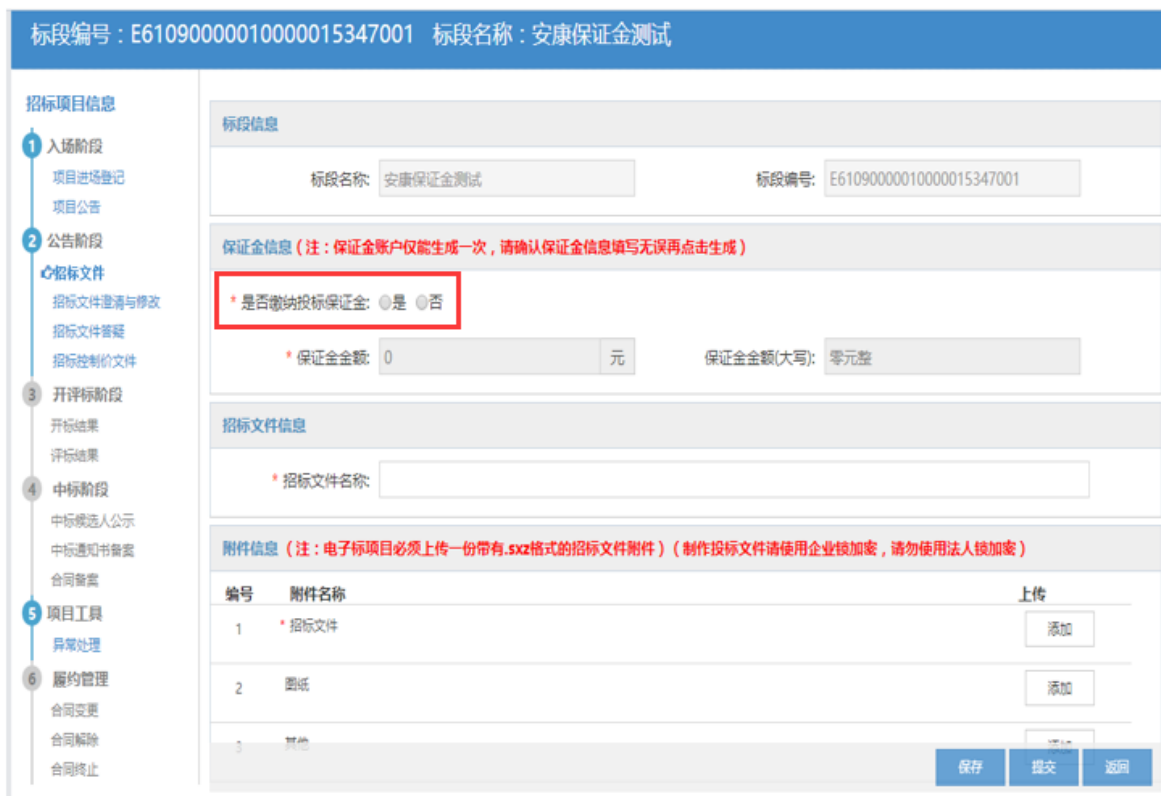 标段编号：E6109000001000001534​7001 标段名称：安康保证金测试
招标项目信息
1 入场阶段
项目进场登记
项目公告
2 公告阶段
招标文件
招标文件澄清与修改
招标文件答疑
招标控制价文件
3 开评标阶段
开标结果
评标结果
4 中标阶段
中标候选人公示
中标通知书备案
合同备案
5 项目工具
异常处理
6 履约管理
合同变更
合同解除
合同终止
标段信息
标段名称: 安康保证金测试 标段编号: E6109000001000001534​7001
保证金信息（注：保证金账户仅能生成一次，请确认保证金信息填写无误再点击生成）
* 是否缴纳投标保证金: 是 否
* 保证金金额: 0 元 保证金金额(大写): 零元整
招标文件信息
* 招标文件名称:
附件信息（注：电子标项目必须上传一份带有.sxz格式的招标文件附件）（制作投标文件请使用企业锁加密，请勿使用法人锁加密）
编号 附件名称 上传
1 * 招标文件 添加
2 图纸 添加
3 其他 添加
保存 提交 返回